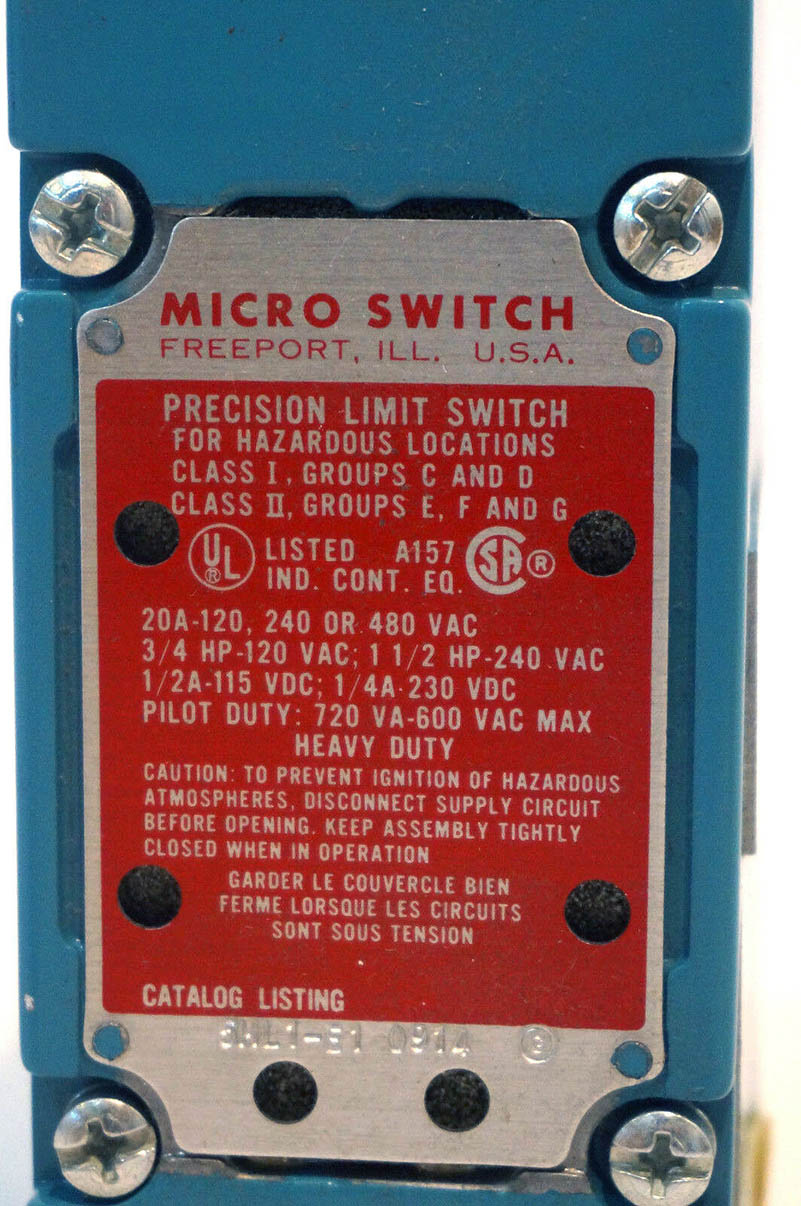 MICRO SWITCH
FREEPORT, ILL. U.S.A.
PRECISION LIMIT SWITCH
FOR HAZARDOUS LOCATIONS
CLASS I, GROUPS C AND D
CLASS II, GROUPS E, F AND G
UL ® LISTED A157 SA ®
IND. CONT. EQ.
20A-120, 240 OR 480 VAC
3/4 HP-120 VAC; 1 1/2 HP-240 VAC
1/2A-115 VDC; 1/4A-230 VDC
PILOT DUTY: 720 VA-600 VAC MAX
HEAVY DUTY
CAUTION: TO PREVENT IGNITION OF HAZARDOUS
ATMOSPHERES, DISCONNECT SUPPLY CIRCUIT
BEFORE OPENING. KEEP ASSEMBLY TIGHTLY
CLOSED WHEN IN OPERATION
GARDER LE COUVERCLE BIEN
FERME LORSQUE LES CIRCUITS
SONT SOUS TENSION
CATALOG LISTING
0914